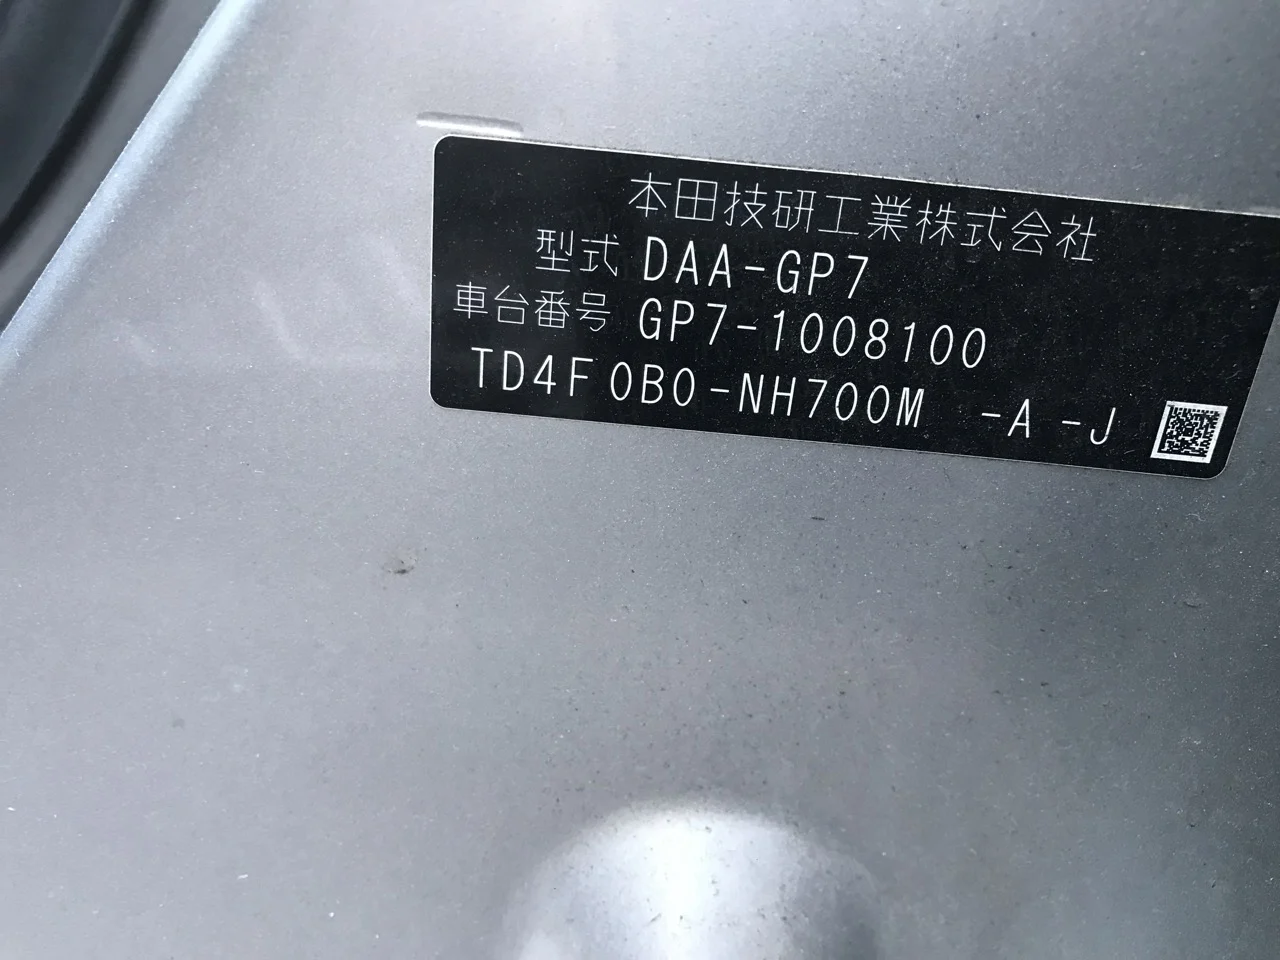 本田技研工業株式会社
型式 DAA-GP7
車台番号 GP7-1008100
TD4F0B0-NH700M -A -J